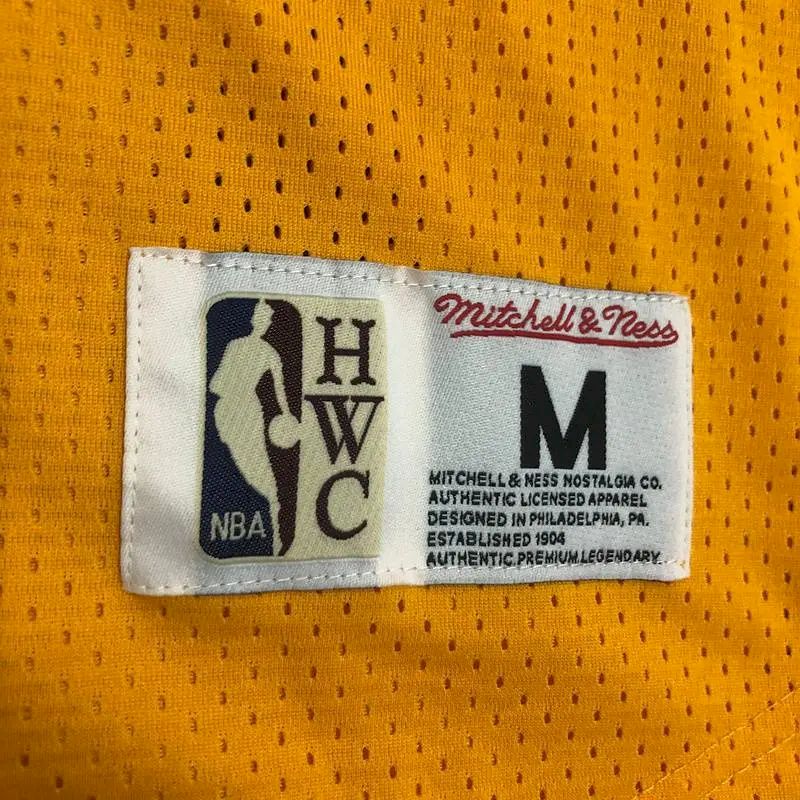 NBA
H
W
C
Mitchell & Ness
M
MITCHELL & NESS NOSTALGIA CO.
AUTHENTIC LICENSED APPAREL
DESIGNED IN PHILADELPHIA, PA.
ESTABLISHED 1904
AUTHENTIC.PREMIUM.LEGENDARY.